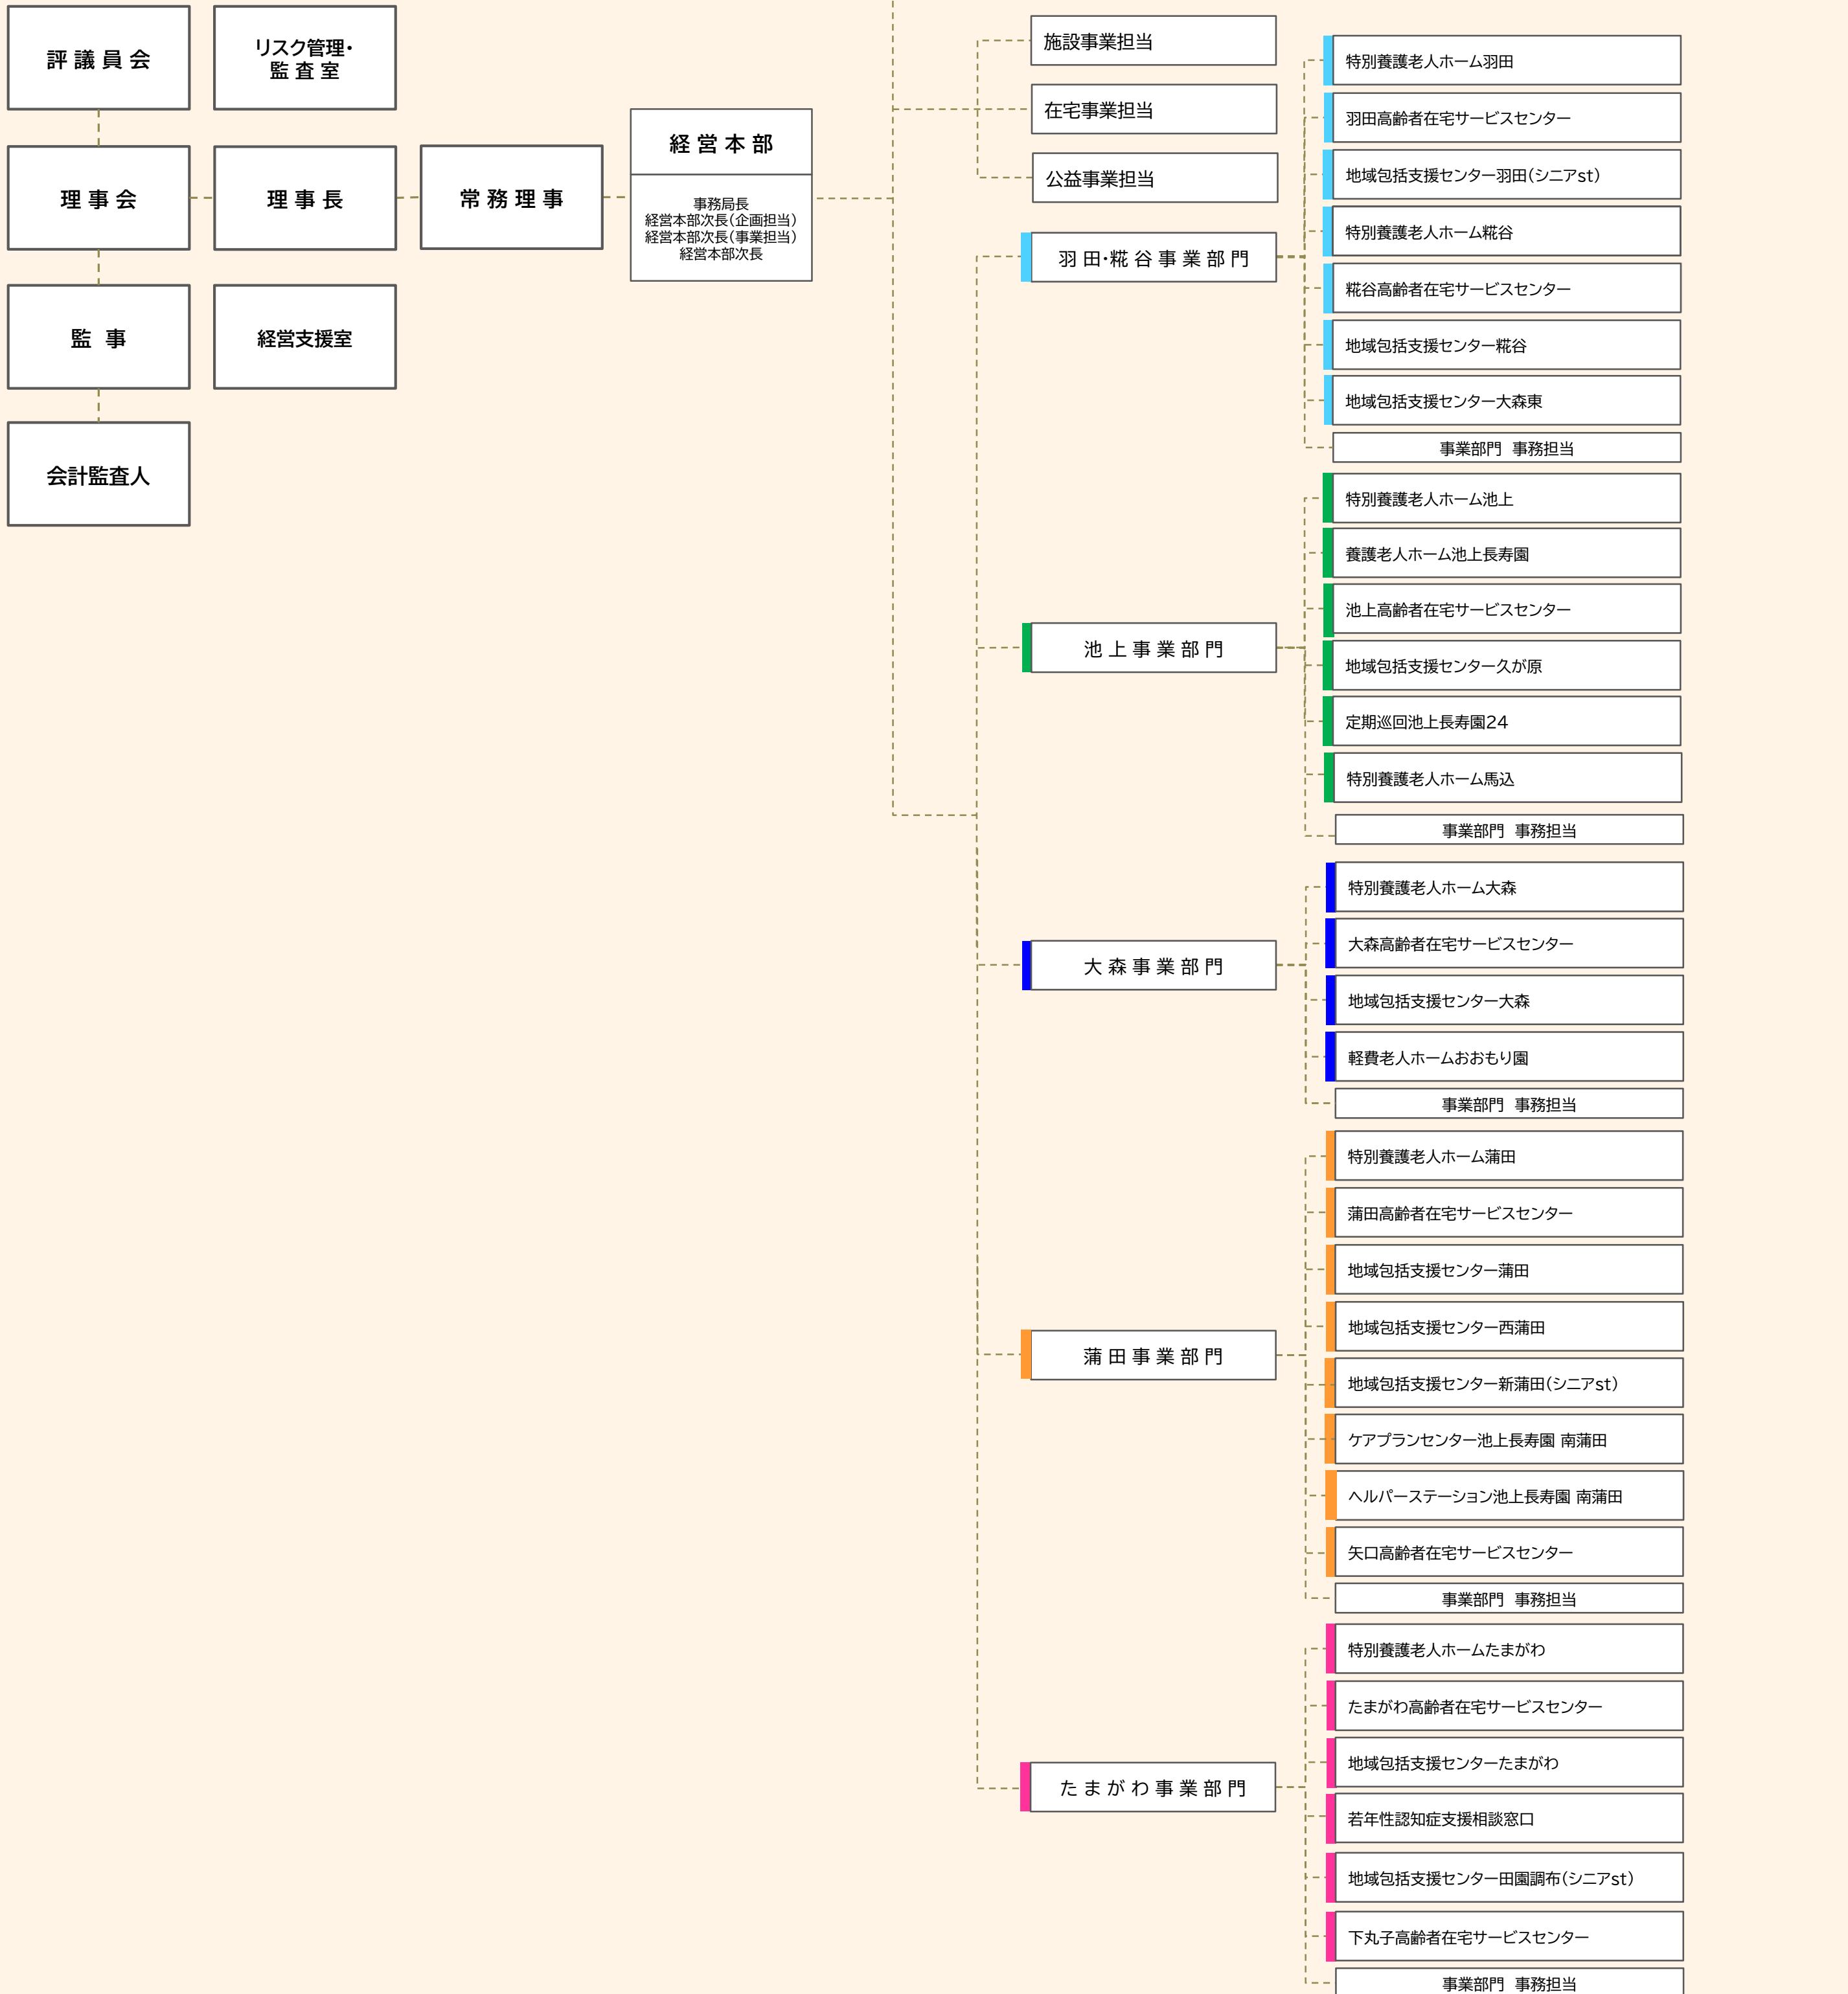 評議員会
リスク管理・
監査室
理事会
理事長
常務理事
経営本部
事務局長
経営本部次長（企画担当）
経営本部次長（事業担当）
経営本部次長
監 事
経営支援室
会計監査人
施設事業担当
在宅事業担当
公益事業担当
羽田・糀谷事業部門
特別養護老人ホーム羽田
羽田高齢者在宅サービスセンター
地域包括支援センター羽田（シニアst）
特別養護老人ホーム糀谷
糀谷高齢者在宅サービスセンター
地域包括支援センター糀谷
地域包括支援センター大森東
事業部門 事務担当
池上事業部門
特別養護老人ホーム池上
養護老人ホーム池上長寿園
池上高齢者在宅サービスセンター
地域包括支援センター久が原
定期巡回池上長寿園24
特別養護老人ホーム馬込
事業部門 事務担当
大森事業部門
特別養護老人ホーム大森
大森高齢者在宅サービスセンター
地域包括支援センター大森
軽費老人ホームおおもり園
事業部門 事務担当
蒲田事業部門
特別養護老人ホーム蒲田
蒲田高齢者在宅サービスセンター
地域包括支援センター蒲田
地域包括支援センター西蒲田
地域包括支援センター新蒲田（シニアst）
ケアプランセンター池上長寿園 南蒲田
ヘルパーステーション池上長寿園 南蒲田
矢口高齢者在宅サービスセンター
事業部門 事務担当
たまがわ事業部門
特別養護老人ホームたまがわ
たまがわ高齢者在宅サービスセンター
地域包括支援センターたまがわ
若年性認知症支援相談窓口
地域包括支援センター田園調布（シニアst）
下丸子高齢者在宅サービスセンター
事業部門 事務担当